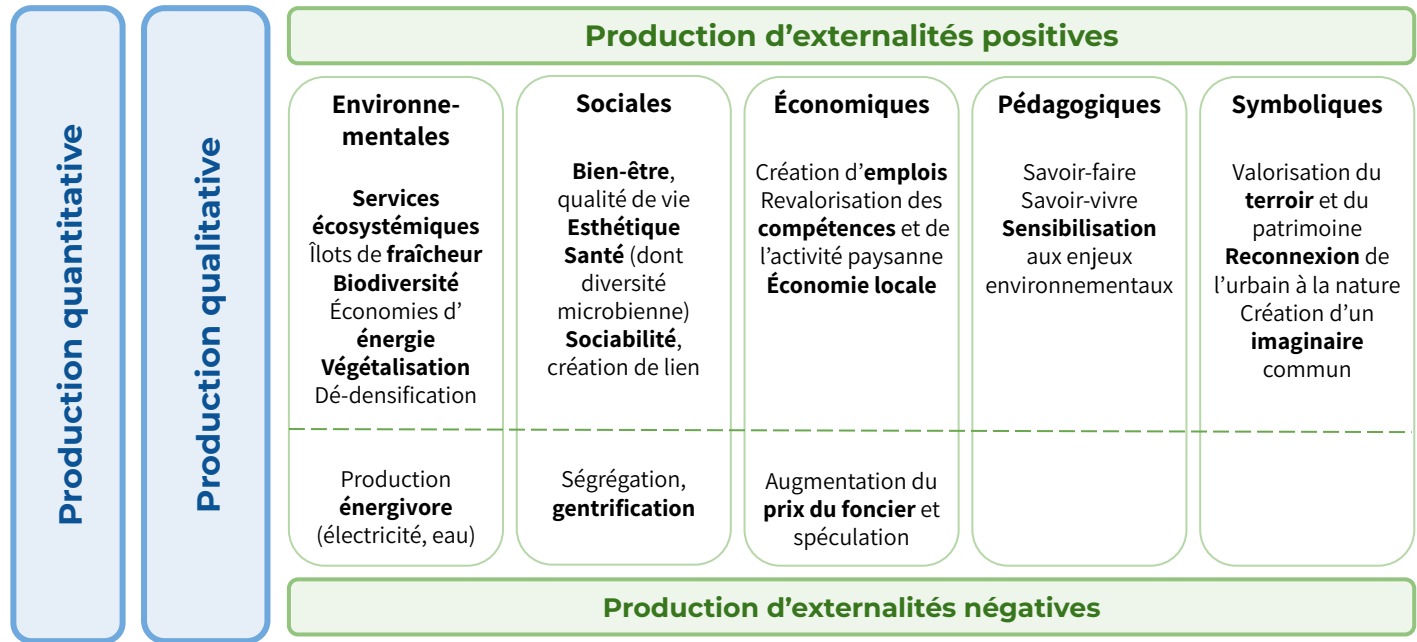 Production quantitative
Production qualitative
Production d’externalités positives
Environne-
mentales
Services
écosystémiques
Îlots de fraîcheur
Biodiversité
Économies d’
énergie
Végétalisation
Dé-densification
Production
énergivore
(électricité, eau)
Sociales
Bien-être,
qualité de vie
Esthétique
Santé (dont
diversité
microbienne)
Sociabilité,
création de lien
Ségrégation,
gentrification
Économiques
Création d’emplois
Revalorisation des
compétences et de
l’activité paysanne
Économie locale
Augmentation du
prix du foncier et
spéculation
Pédagogiques
Savoir-faire
Savoir-vivre
Sensibilisation
aux enjeux
environnementaux
Symboliques
Valorisation du
terroir et du
patrimoine
Reconnexion de
l’urbain à la nature
Création d’un
imaginaire
commun
Production d’externalités négatives